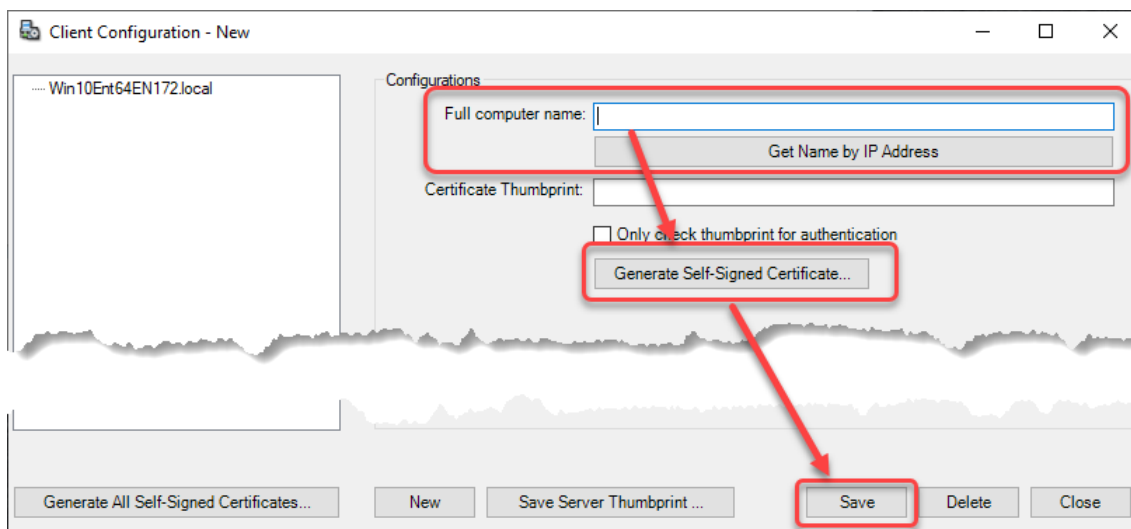 Client Configuration - New
Win10Ent64EN172.local
Configurations
Full computer name:
Get Name by IP Address
Certificate Thumbprint:
Only check thumbprint for authentication
Generate Self-Signed Certificate...
Generate All Self-Signed Certificates...
New
Save Server Thumbprint ...
Save
Delete
Close